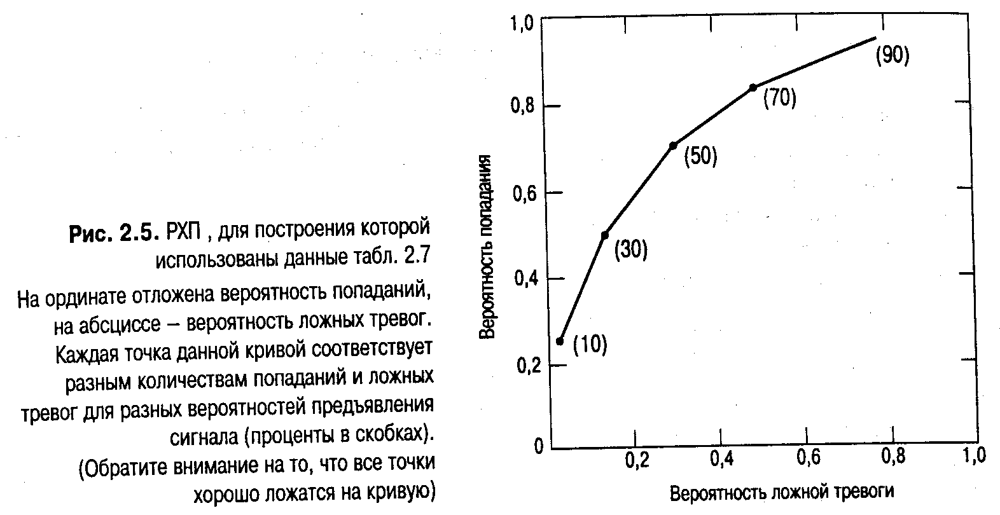 Рис. 2.5. РХП , для построения которой
использованы данные табл. 2.7
На ординате отложена вероятность попаданий,
на абсциссе – вероятность ложных тревог.
Каждая точка данной кривой соответствует
разным количествам попаданий и ложных
тревог для разных вероятностей предъявления
сигнала (проценты в скобках).
(Обратите внимание на то, что все точки
хорошо ложатся на кривую)
Вероятность попадания
1,0
0,8
0,6
0,4
0,2
0
(90)
(70)
(50)
(30)
(10)
0,2
0,4
0,6
0,8
1,0
Вероятность ложной тревоги